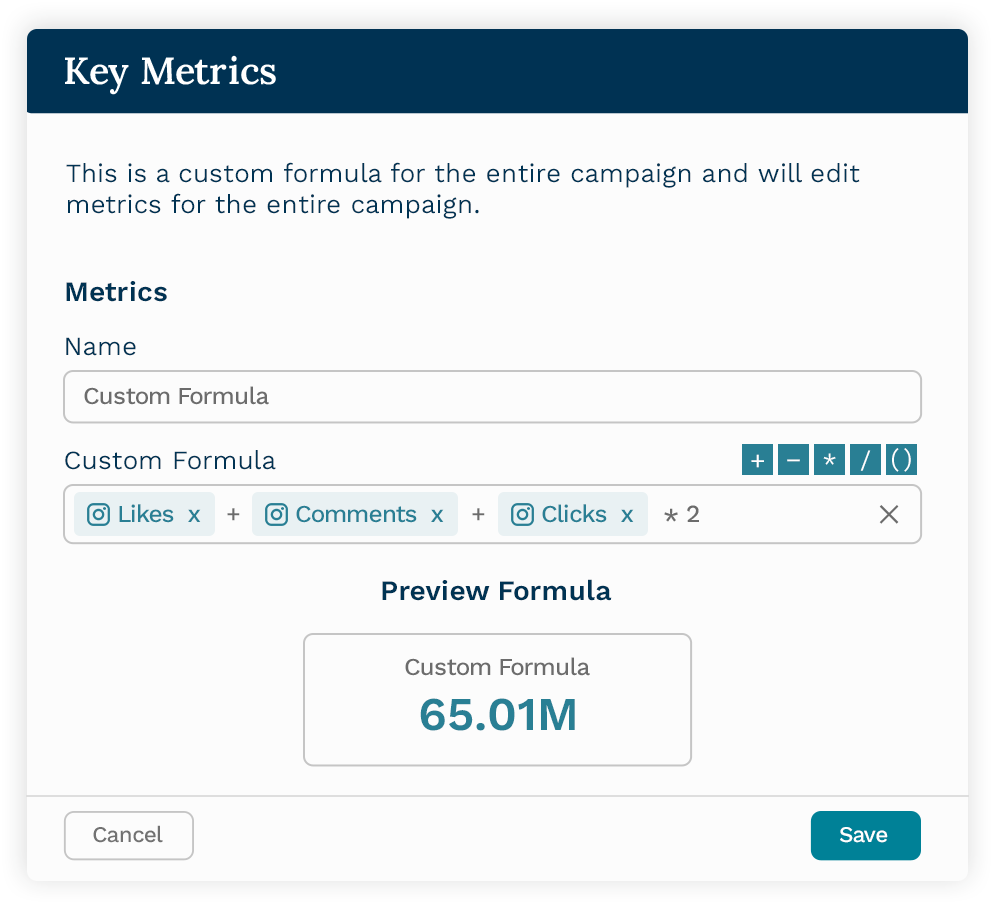 Key Metrics
This is a custom formula for the entire campaign and will edit
metrics for the entire campaign.
Metrics
Name
Custom Formula
Custom Formula + − * / ()
Likes x + Comments x + Clicks x * 2 ×
Preview Formula
Custom Formula
65.01M
Cancel Save